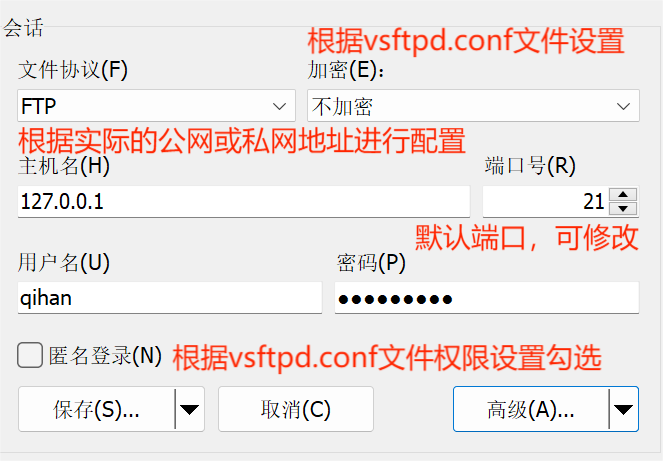 会话
根据vsftpd.conf文件设置
文件协议(F)
加密(E):
FTP
不加密
根据实际的公网或私网地址进行配置
主机名(H)
端口号(R)
127.0.0.1
21
默认端口，可修改
用户名(U)
密码(P)
qihan
●●●●●●●●●
匿名登录(N)
根据vsftpd.conf文件权限设置勾选
保存(S)...
取消(C)
高级(A)...